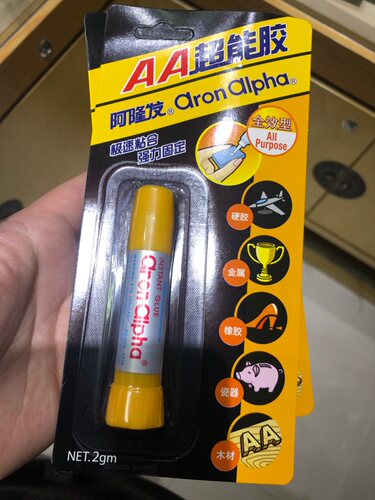 AA超能胶
阿隆发® aron alpha®
极速粘合
强力固定
全效型
All
Purpose
硬胶
金属
橡胶
瓷器
木材
AA
INSTANT GLUE
aron alpha®
NET.2gm